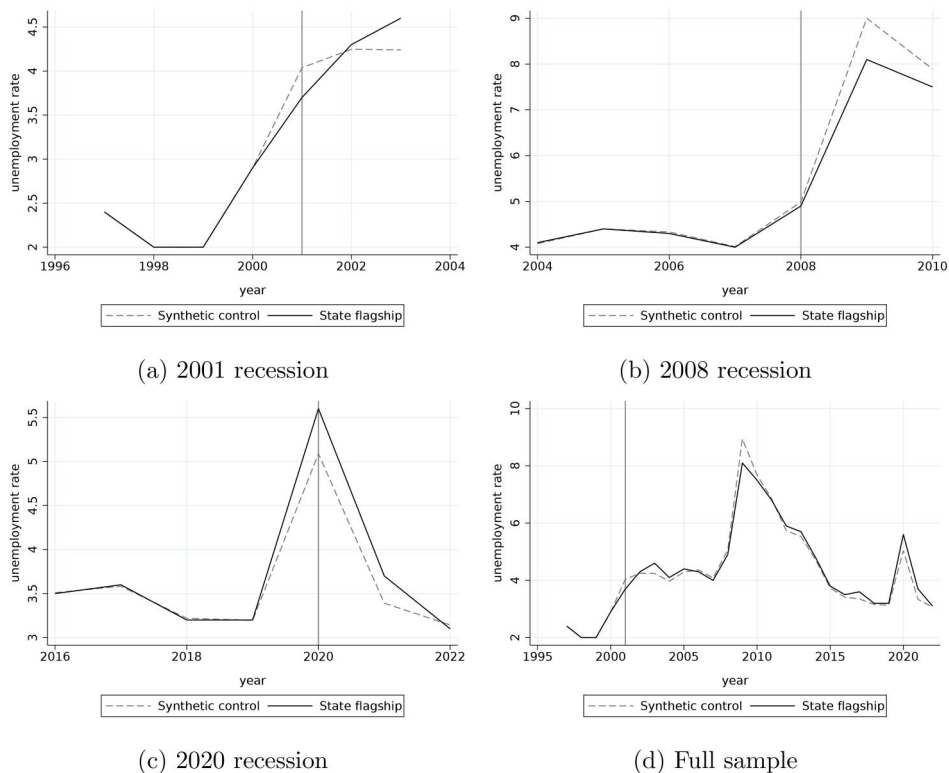 unemployment rate
4.5
4
3.5
3
2.5
2
1996 1998 2000 2002 2004
year
Synthetic control State flagship
(a) 2001 recession
unemployment rate
9
8
7
6
5
4
2004 2006 2008 2010
year
Synthetic control State flagship
(b) 2008 recession
unemployment rate
5.5
5
4.5
4
3.5
3
2016 2018 2020 2022
year
Synthetic control State flagship
(c) 2020 recession
unemployment rate
10
8
6
4
2
1995 2000 2005 2010 2015 2020
year
Synthetic control State flagship
(d) Full sample